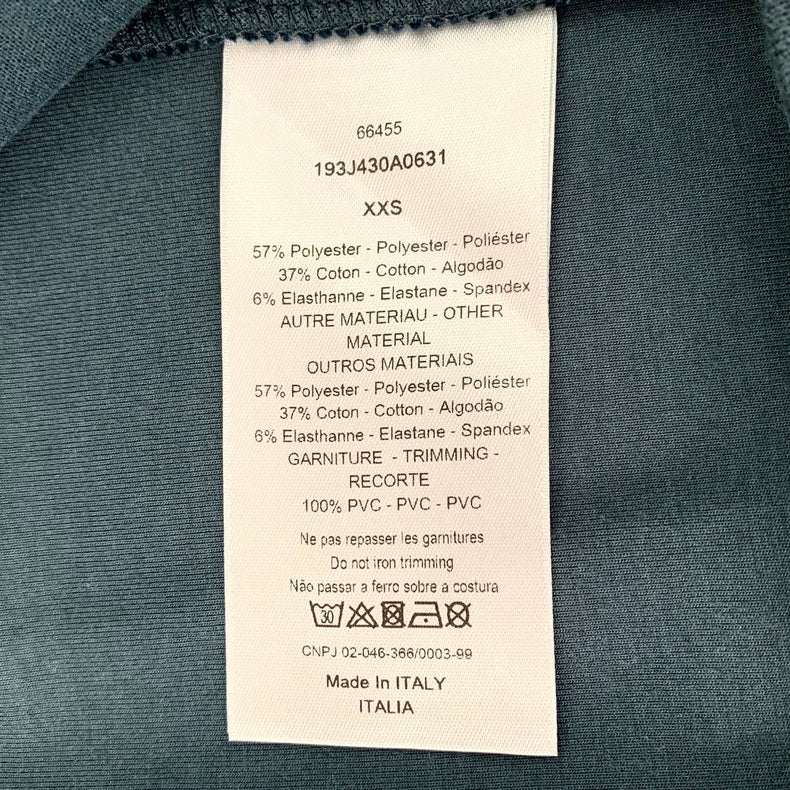 66455
193J430A0631
XXS
57% Polyester - Polyester - Poliéster
37% Coton - Cotton - Algodão
6% Elasthanne - Elastane - Spandex
AUTRE MATERIAU - OTHER
MATERIAL
OUTROS MATERIAIS
57% Polyester - Polyester - Poliéster
37% Coton - Cotton - Algodão
6% Elasthanne - Elastane - Spandex
GARNITURE - TRIMMING -
RECORTE
100% PVC - PVC - PVC
Ne pas repasser les garnitures
Do not iron trimming
Não passar a ferro sobre a costura
30
CNPJ 02-046-366/0003-99
Made In ITALY
ITALIA